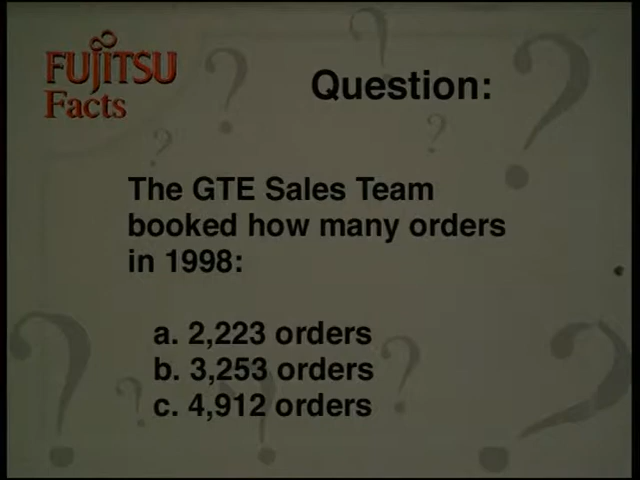 FUJITSU
Facts
Question:
The GTE Sales Team
booked how many orders
in 1998:
a. 2,223 orders
b. 3,253 orders
c. 4,912 orders